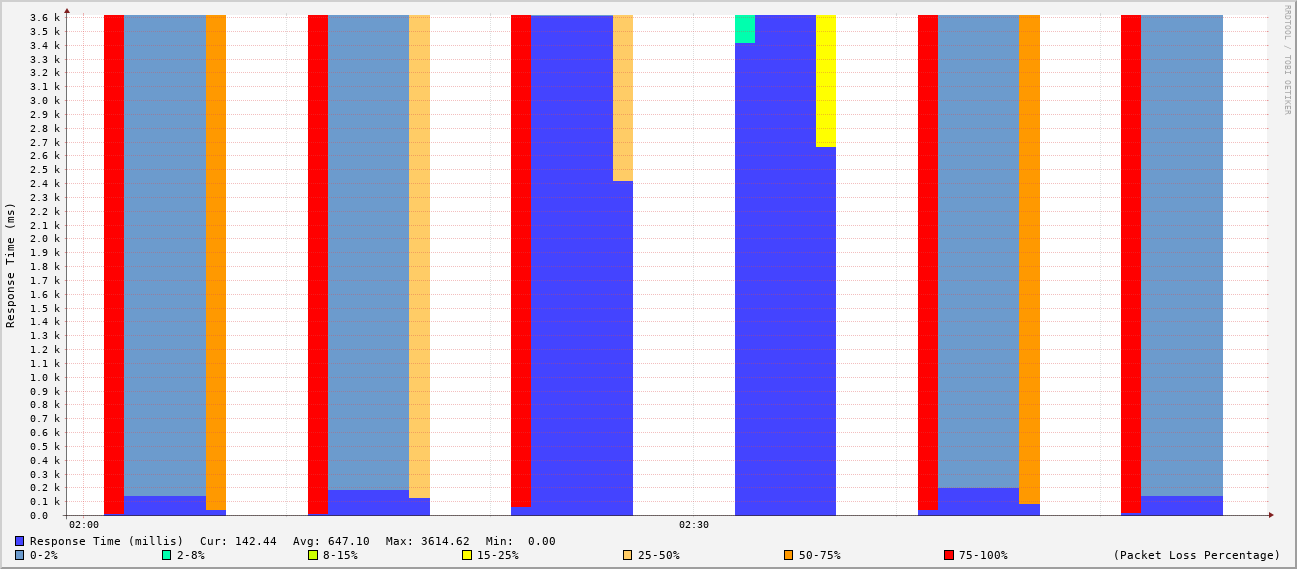 RRDTOOL / TOBI OETIKER
Response Time (ms)
3.6 k
3.5 k
3.4 k
3.3 k
3.2 k
3.1 k
3.0 k
2.9 k
2.8 k
2.7 k
2.6 k
2.5 k
2.4 k
2.3 k
2.2 k
2.1 k
2.0 k
1.9 k
1.8 k
1.7 k
1.6 k
1.5 k
1.4 k
1.3 k
1.2 k
1.1 k
1.0 k
0.9 k
0.8 k
0.7 k
0.6 k
0.5 k
0.4 k
0.3 k
0.2 k
0.1 k
0.0
02:00 02:30
Response Time (millis) Cur: 142.44 Avg: 647.10 Max: 3614.62 Min: 0.00
0-2% 2-8% 8-15% 15-25% 25-50% 50-75% 75-100% (Packet Loss Percentage)